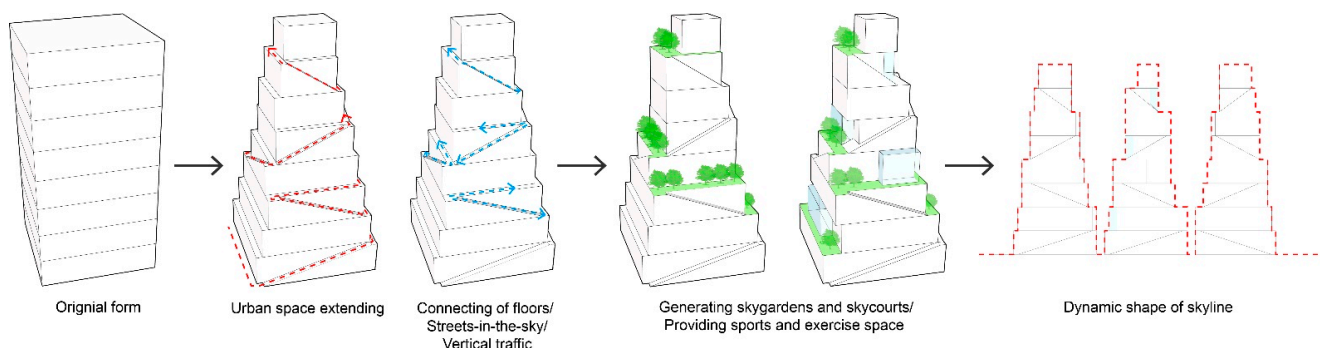 Orignial form
Urban space extending
Connecting of floors/
Streets-in-the-sky/
Vertical traffic
Generating skygardens and skycourts/
Providing sports and exercise space
Dynamic shape of skyline